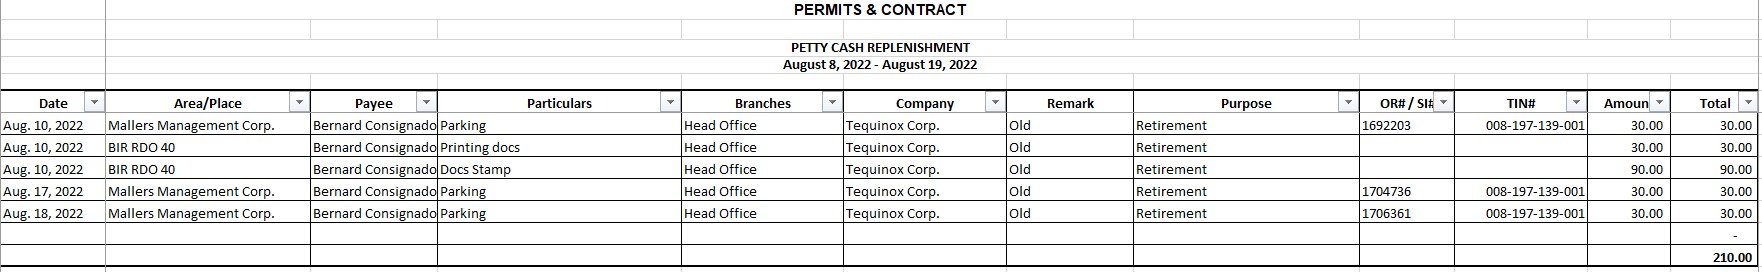 PERMITS & CONTRACT
PETTY CASH REPLENISHMENT
August 8, 2022 - August 19, 2022
Date Area/Place Payee Particulars Branches Company Remark Purpose OR# / SI# TIN# Amoun Total
Aug. 10, 2022 Mallers Management Corp. Bernard Consignado Parking Head Office Tequinox Corp. Old Retirement 1692203 008-197-139-001 30.00 30.00
Aug. 10, 2022 BIR RDO 40 Bernard Consignado Printing docs Head Office Tequinox Corp. Old Retirement 30.00 30.00
Aug. 10, 2022 BIR RDO 40 Bernard Consignado Docs Stamp Head Office Tequinox Corp. Old Retirement 90.00 90.00
Aug. 17, 2022 Mallers Management Corp. Bernard Consignado Parking Head Office Tequinox Corp. Old Retirement 1704736 008-197-139-001 30.00 30.00
Aug. 18, 2022 Mallers Management Corp. Bernard Consignado Parking Head Office Tequinox Corp. Old Retirement 1706361 008-197-139-001 30.00 30.00
-
210.00